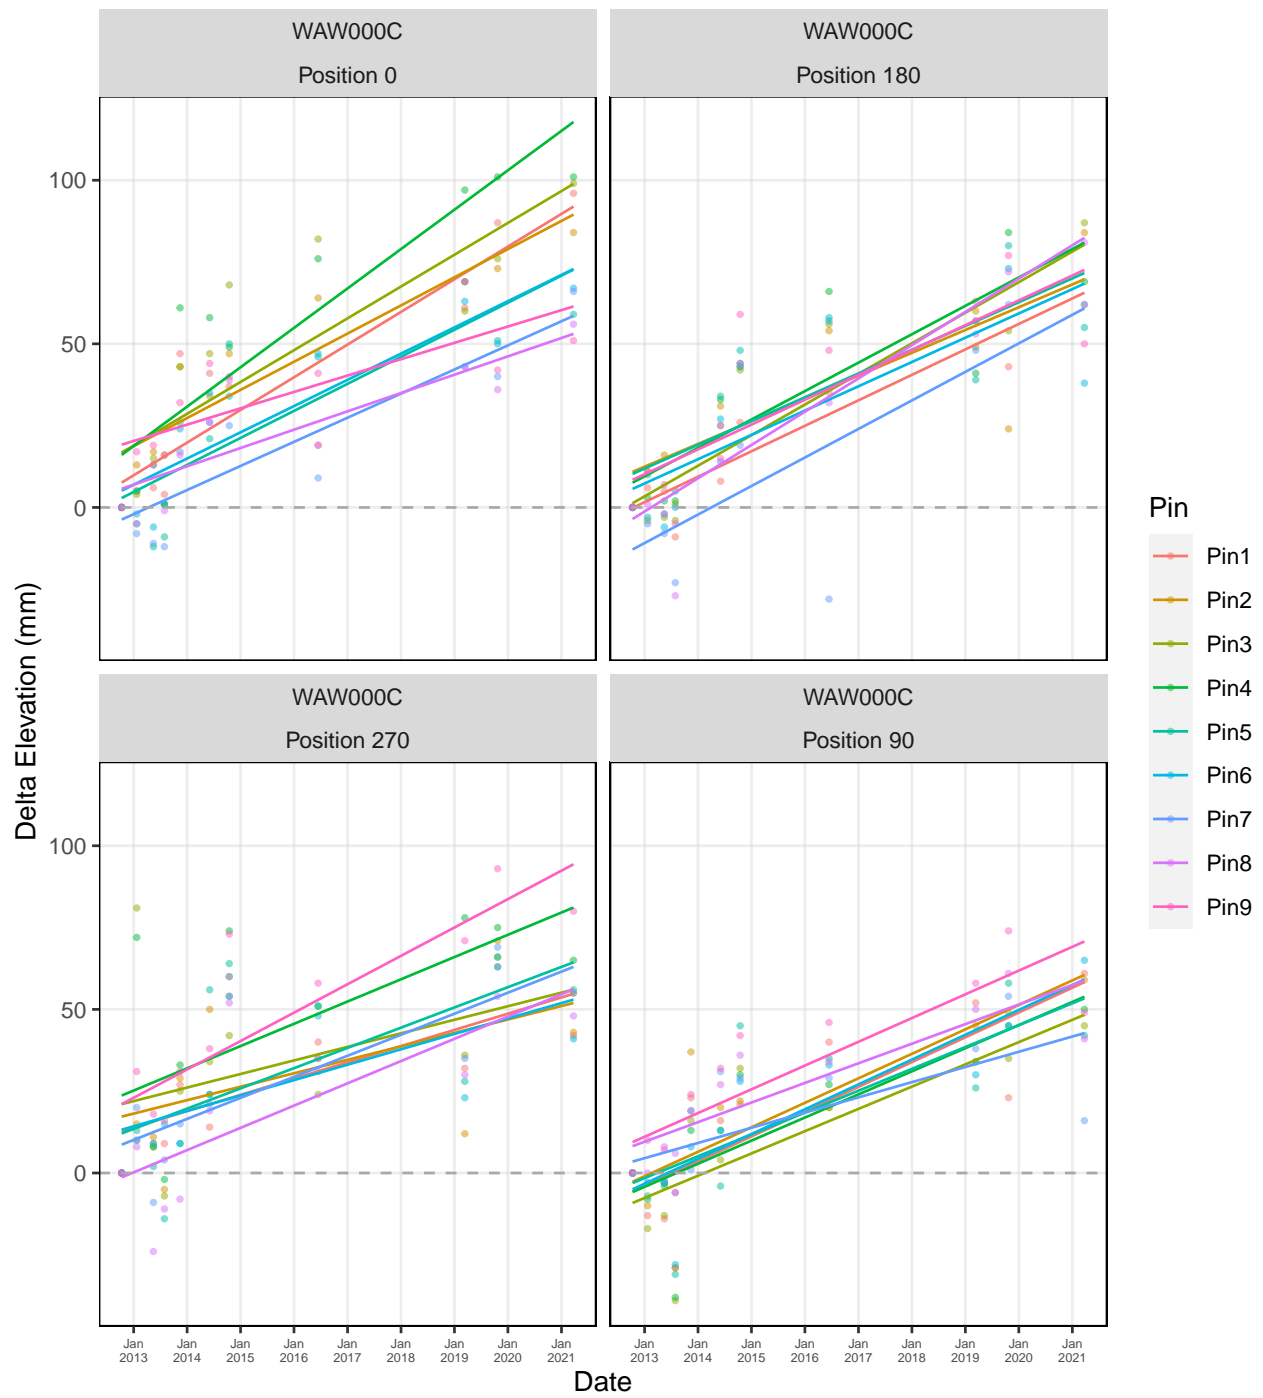 WAW000C
Position 0
WAW000C
Position 180
100
50
0
WAW000C
Position 270
WAW000C
Position 90
100
50
0
Delta Elevation (mm)
Jan Jan Jan Jan Jan Jan Jan Jan Jan
2013 2014 2015 2016 2017 2018 2019 2020 2021
Jan Jan Jan Jan Jan Jan Jan Jan Jan
2013 2014 2015 2016 2017 2018 2019 2020 2021
Date
Pin
Pin1
Pin2
Pin3
Pin4
Pin5
Pin6
Pin7
Pin8
Pin9